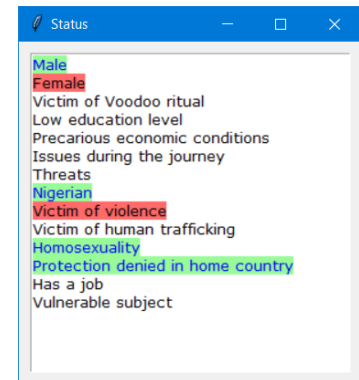 Status
Male
Female
Victim of Voodoo ritual
Low education level
Precarious economic conditions
Issues during the journey
Threats
Nigerian
Victim of violence
Victim of human trafficking
Homosexuality
Protection denied in home country
Has a job
Vulnerable subject